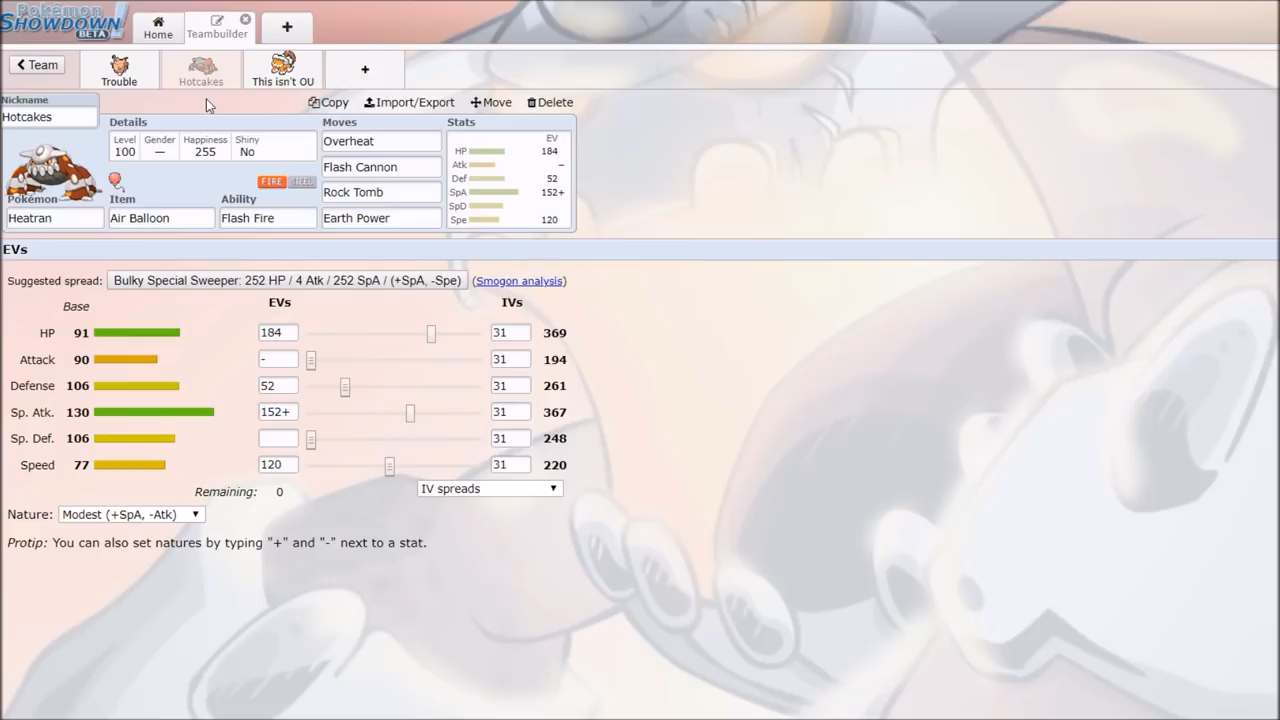 Pokémon
SHOWDOWN!
BETA
Home
Teambuilder
+
< Team
Trouble
Hotcakes
This isn't OU
+
Copy
Import/Export
Move
Delete
Nickname
Hotcakes
Details
Moves
Stats
Level
Gender
Happiness
Shiny
100
—
255
No
Overheat
Flash Cannon
Rock Tomb
Earth Power
EV
HP 184
Atk –
Def 52
SpA 152+
SpD
Spe 120
FIRE STEEL
Pokémon
Item
Ability
Heatran
Air Balloon
Flash Fire
EVs
Suggested spread: Bulky Special Sweeper: 252 HP / 4 Atk / 252 SpA / (+SpA, -Spe) (Smogon analysis)
Base EVs IVs
HP 91 184 31 369
Attack 90 - 31 194
Defense 106 52 31 261
Sp. Atk. 130 152+ 31 367
Sp. Def. 106 31 248
Speed 77 120 31 220
Remaining: 0 IV spreads
Nature: Modest (+SpA, -Atk)
Protip: You can also set natures by typing "+" and "-" next to a stat.